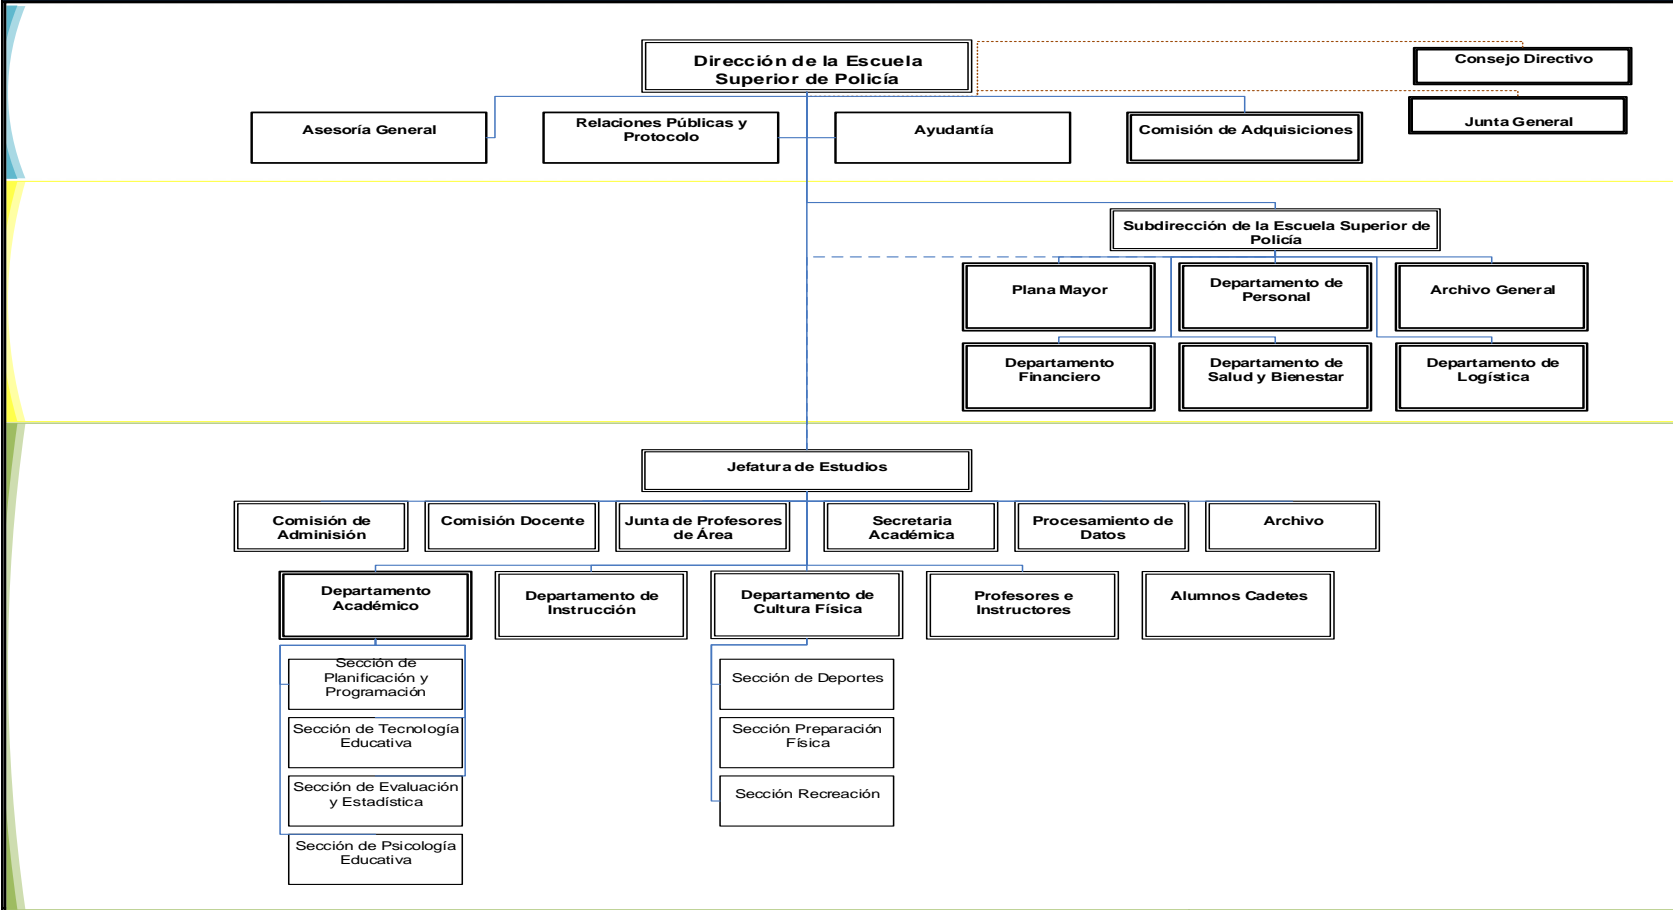 Dirección de la Escuela
Superior de Policía
Consejo Directivo
Junta General
Asesoría General
Relaciones Públicas y
Protocolo
Ayudantía
Comisión de Adquisiciones
Subdirección de la Escuela Superior de
Policía
Plana Mayor
Departamento de
Personal
Archivo General
Departamento
Financiero
Departamento de
Salud y Bienestar
Departamento de
Logística
Jefatura de Estudios
Comisión de
Adminisión
Comisión Docente
Junta de Profesores
de Área
Secretaria
Académica
Procesamiento de
Datos
Archivo
Departamento
Académico
Departamento de
Instrucción
Departamento de
Cultura Física
Profesores e
Instructores
Alumnos Cadetes
Sección de
Planificación y
Programación
Sección de Tecnología
Educativa
Sección de Evaluación
y Estadística
Sección de Psicología
Educativa
Sección de Deportes
Sección Preparación
Física
Sección Recreación